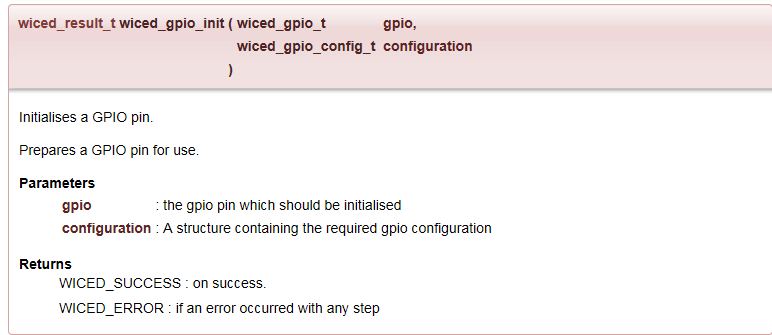 wiced_result_t wiced_gpio_init ( wiced_gpio_t gpio,
wiced_gpio_config_t configuration
)
Initialises a GPIO pin.
Prepares a GPIO pin for use.
Parameters
gpio : the gpio pin which should be initialised
configuration : A structure containing the required gpio configuration
Returns
WICED_SUCCESS : on success.
WICED_ERROR : if an error occurred with any step